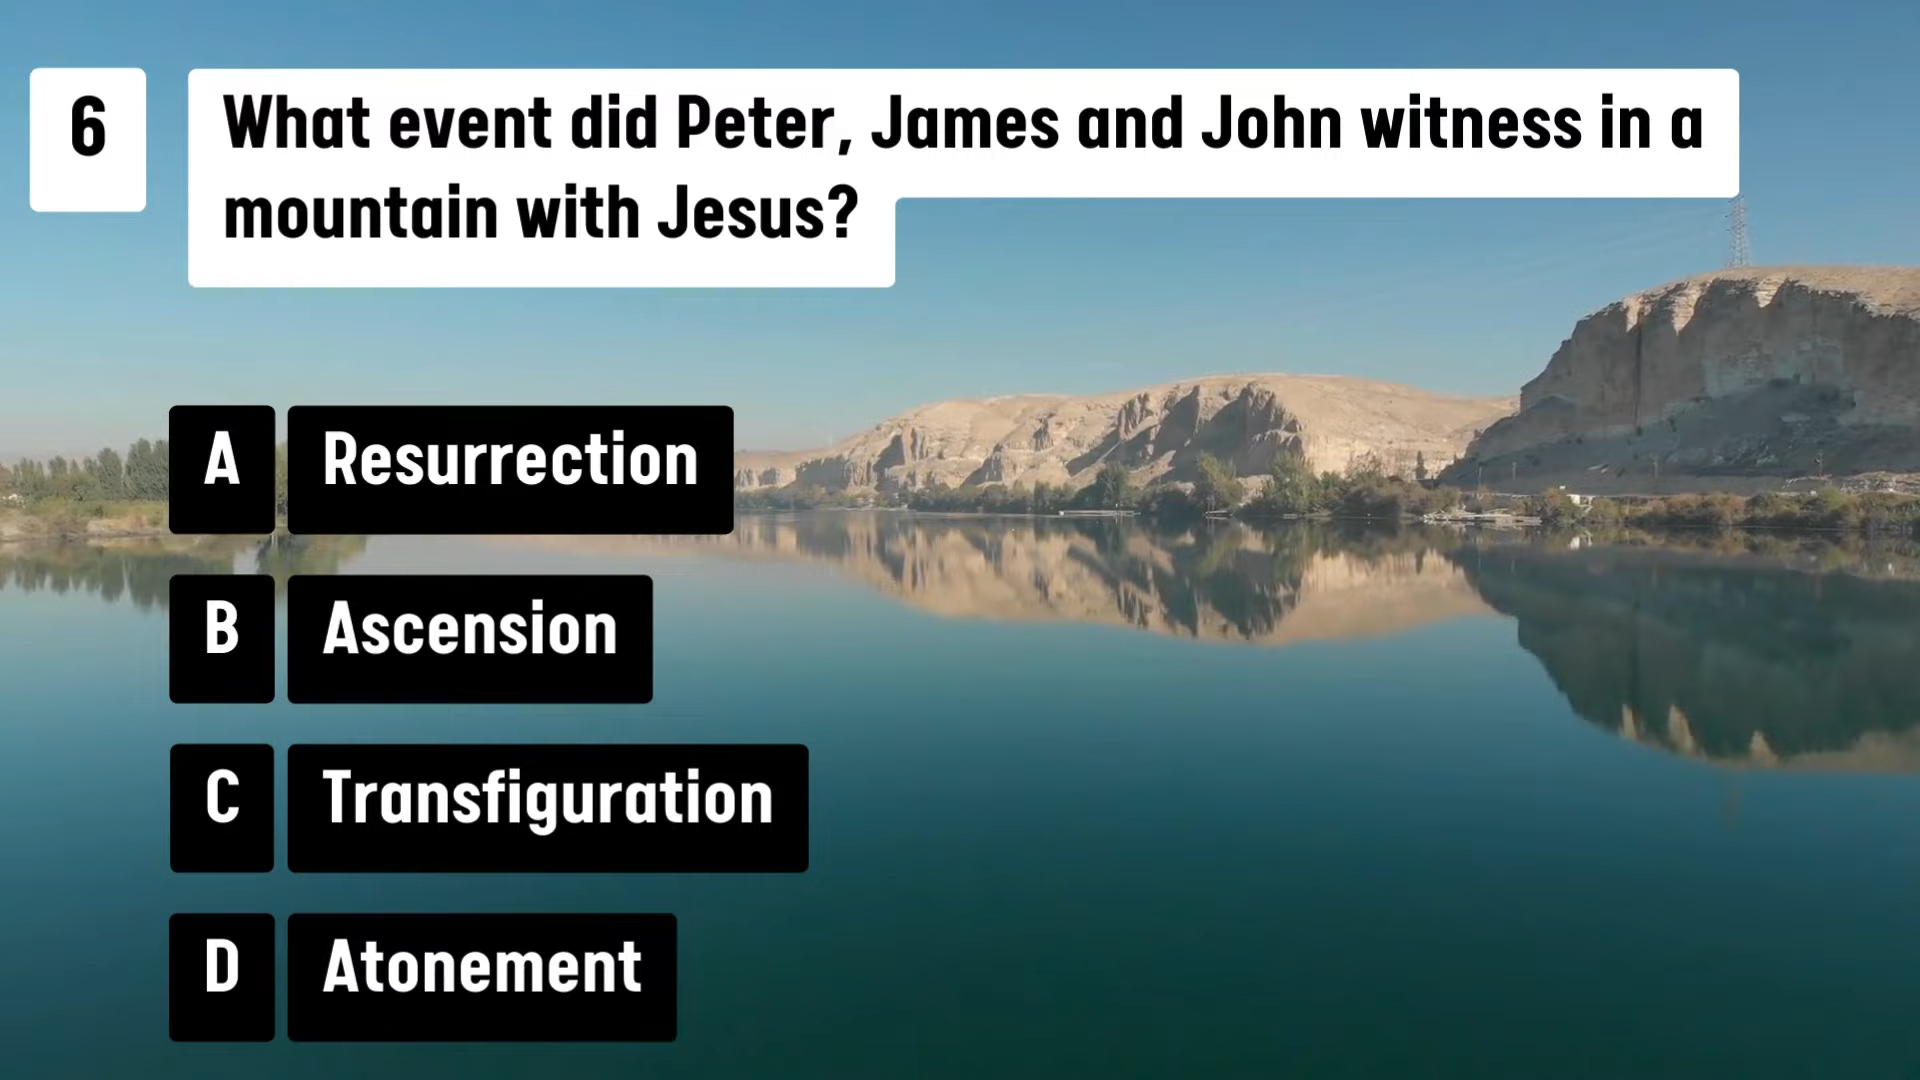 6
What event did Peter, James and John witness in a
mountain with Jesus?
A Resurrection
B Ascension
C Transfiguration
D Atonement